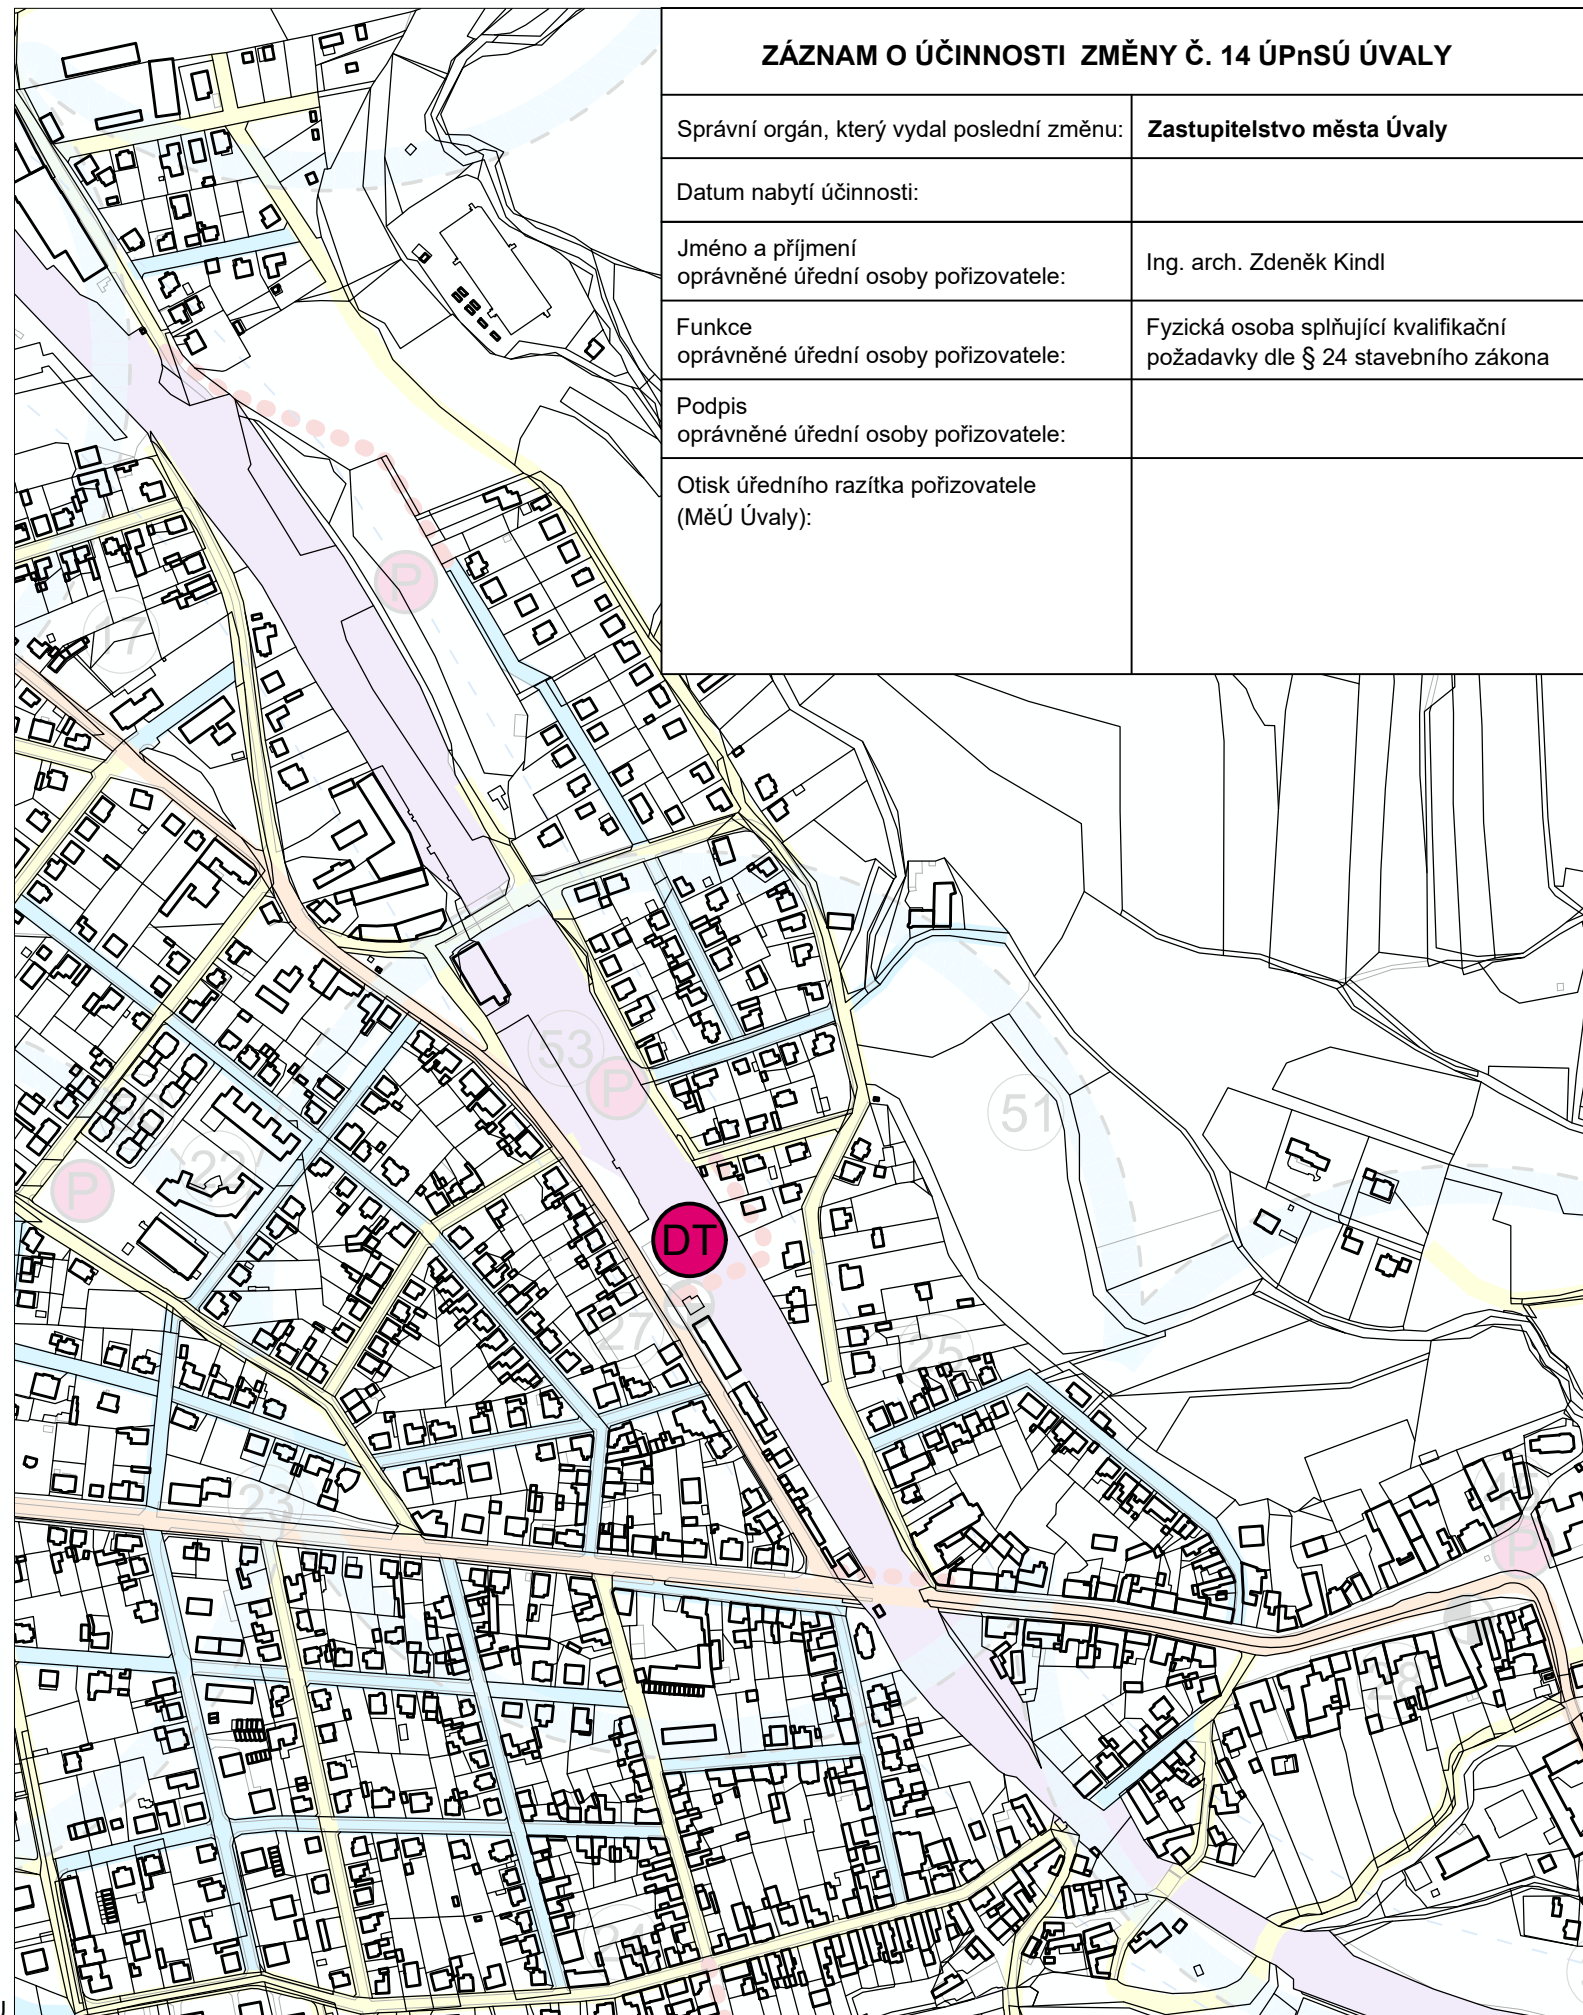 ZÁZNAM O ÚČINNOSTI ZMĚNY Č. 14 ÚPnSÚ ÚVALY
Správní orgán, který vydal poslední změnu:
Zastupitelstvo města Úvaly
Datum nabytí účinnosti:
Jméno a příjmení
oprávněné úřední osoby pořizovatele:
Ing. arch. Zdeněk Kindl
Funkce
oprávněné úřední osoby pořizovatele:
Fyzická osoba splňující kvalifikační
požadavky dle § 24 stavebního zákona
Podpis
oprávněné úřední osoby pořizovatele:
Otisk úředního razítka pořizovatele
(MěÚ Úvaly):
P
17
53
P
51
22
P
DT
27
25
23
45
P
28
24